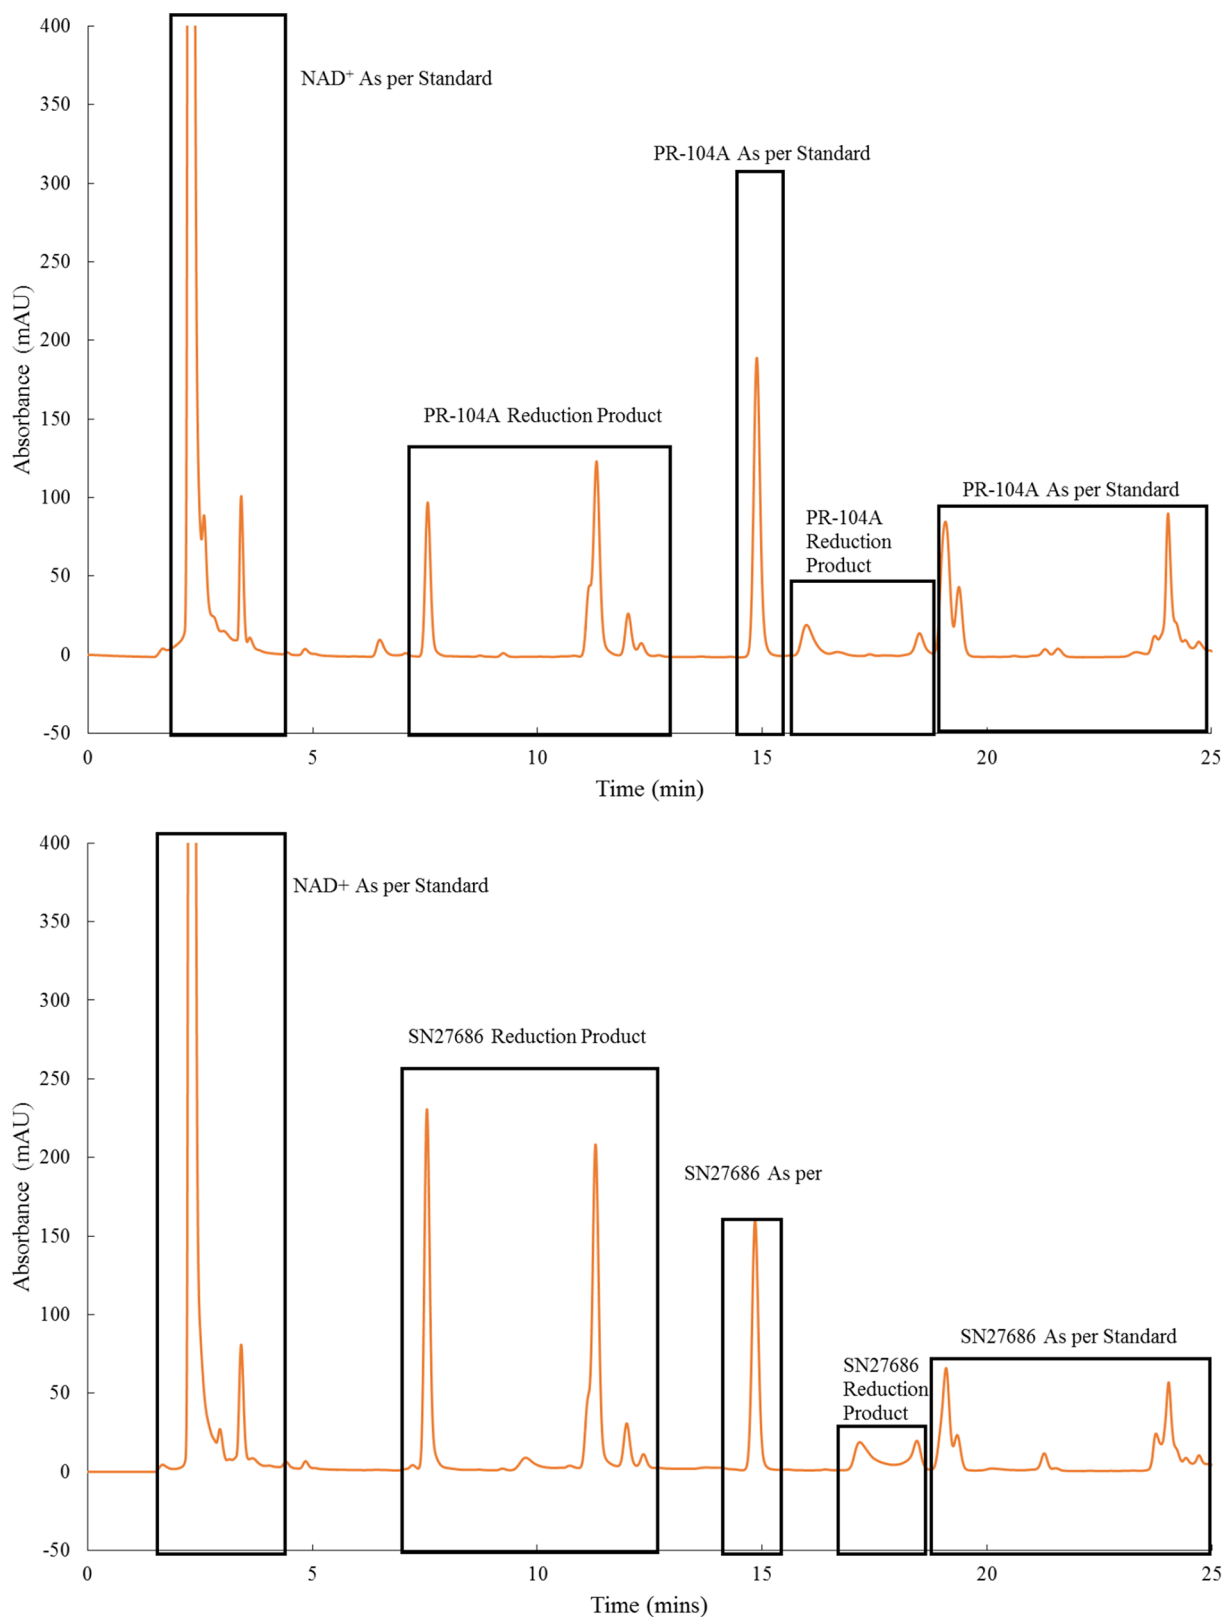 400
350
300
250
200
150
100
50
0
-50
Absorbance (mAU)
NAD+ As per Standard
PR-104A As per Standard
PR-104A Reduction Product
PR-104A
Reduction
Product
PR-104A As per Standard
0
5
10
15
20
25
Time (min)
400
350
300
250
200
150
100
50
0
-50
Absorbance (mAU)
NAD+ As per Standard
SN27686 Reduction Product
SN27686 As per
SN27686
Reduction
Product
SN27686 As per Standard
0
5
10
15
20
25
Time (mins)